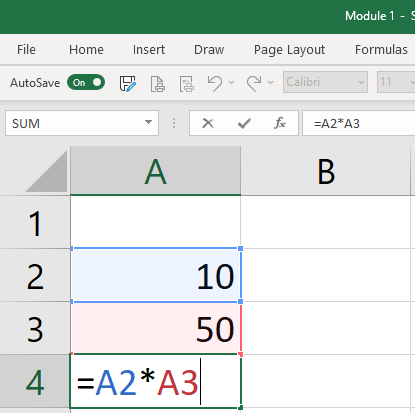 Module 1 - S
File Home Insert Draw Page Layout Formulas
AutoSave On Calibri 11
SUM fx =A2*A3
A B
1
2 10
3 50
4 =A2*A3